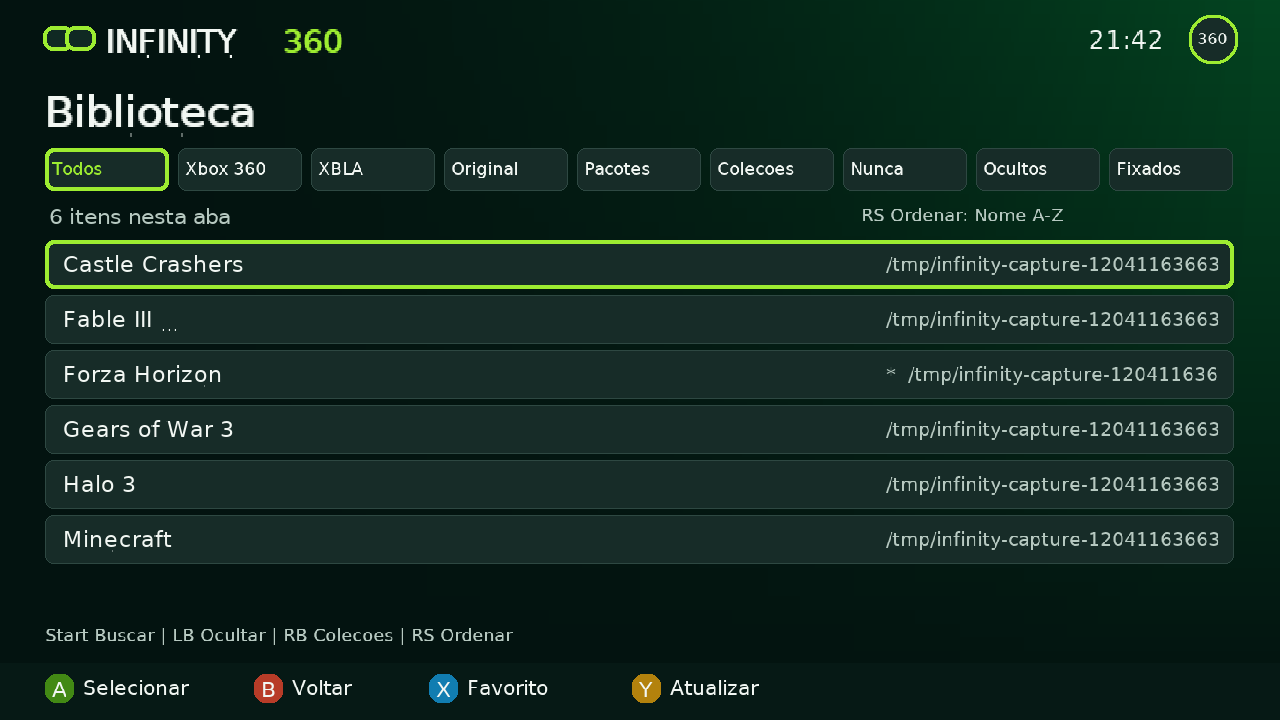 INFINITY 360
21:42
360
Biblioteca
Todos Xbox 360 XBLA Original Pacotes Colecoes Nunca Ocultos Fixados
6 itens nesta aba
RS Ordenar: Nome A-Z
Castle Crashers /tmp/infinity-capture-12041163663
Fable III ... /tmp/infinity-capture-12041163663
Forza Horizon * /tmp/infinity-capture-120411636
Gears of War 3 /tmp/infinity-capture-12041163663
Halo 3 /tmp/infinity-capture-12041163663
Minecraft /tmp/infinity-capture-12041163663
Start Buscar | LB Ocultar | RB Colecoes | RS Ordenar
A Selecionar B Voltar X Favorito Y Atualizar